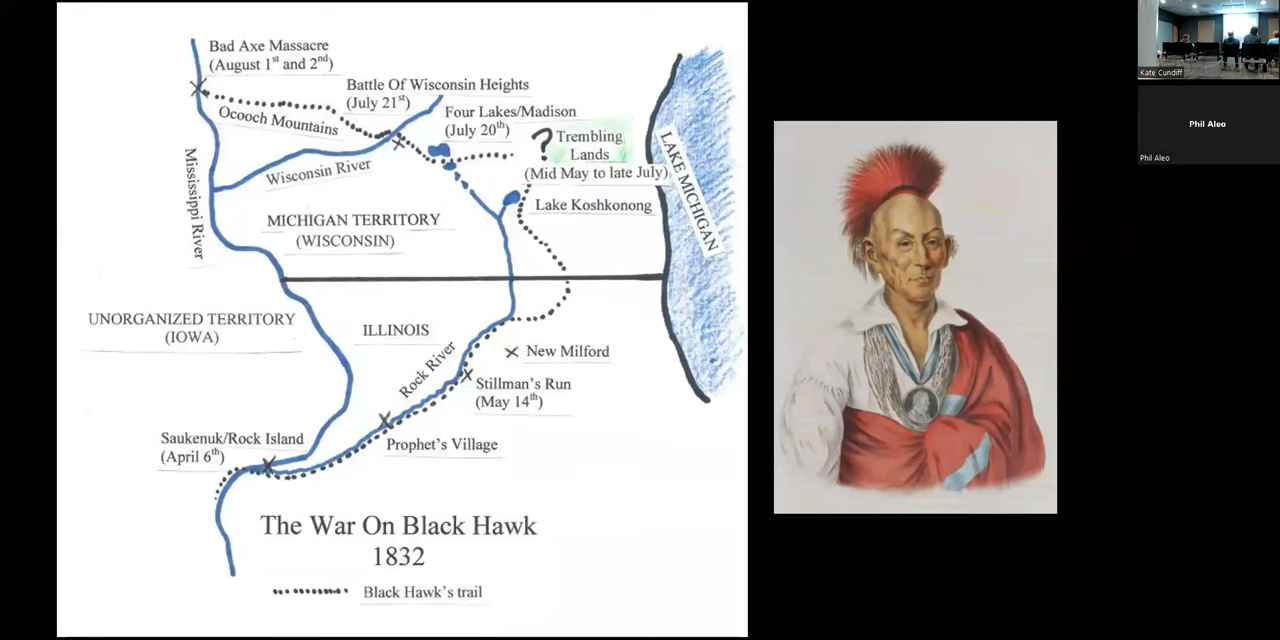 Bad Axe Massacre
(August 1st and 2nd)
Battle Of Wisconsin Heights
(July 21st)
Four Lakes/Madison
(July 20th)
? Trembling
Lands
(Mid May to late July)
Ocooch Mountains
Wisconsin River
Mississippi River
Lake Koshkonong
LAKE MICHIGAN
MICHIGAN TERRITORY
(WISCONSIN)
UNORGANIZED TERRITORY
(IOWA)
ILLINOIS
Rock River
New Milford
Stillman's Run
(May 14th)
Prophet's Village
Saukenuk/Rock Island
(April 6th)
The War On Black Hawk
1832
Black Hawk's trail
Kate Cundiff
Phil Aleo
Phil Aleo